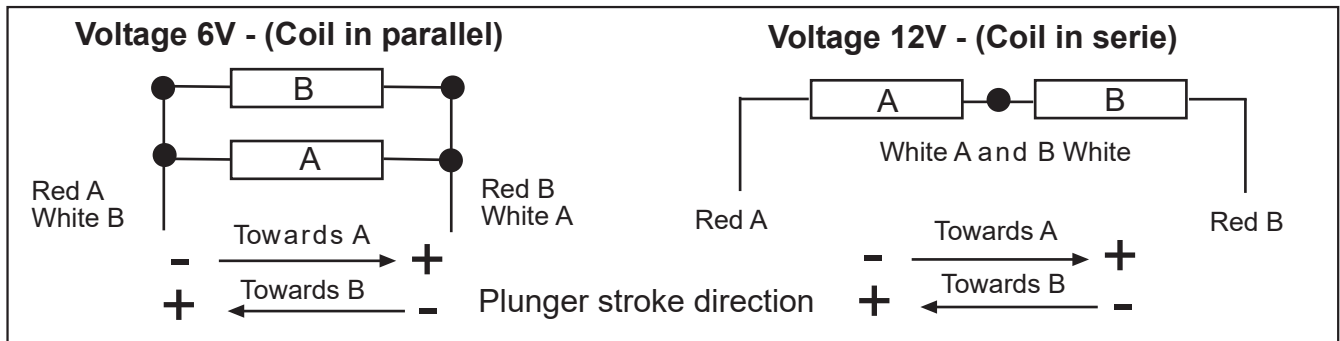 Voltage 6V - (Coil in parallel)
B
A
Red A
White B
Red B
White A
- Towards A +
+ Towards B -
Plunger stroke direction
Voltage 12V - (Coil in serie)
A B
White A and B White
Red A
Red B
- Towards A +
+ Towards B -